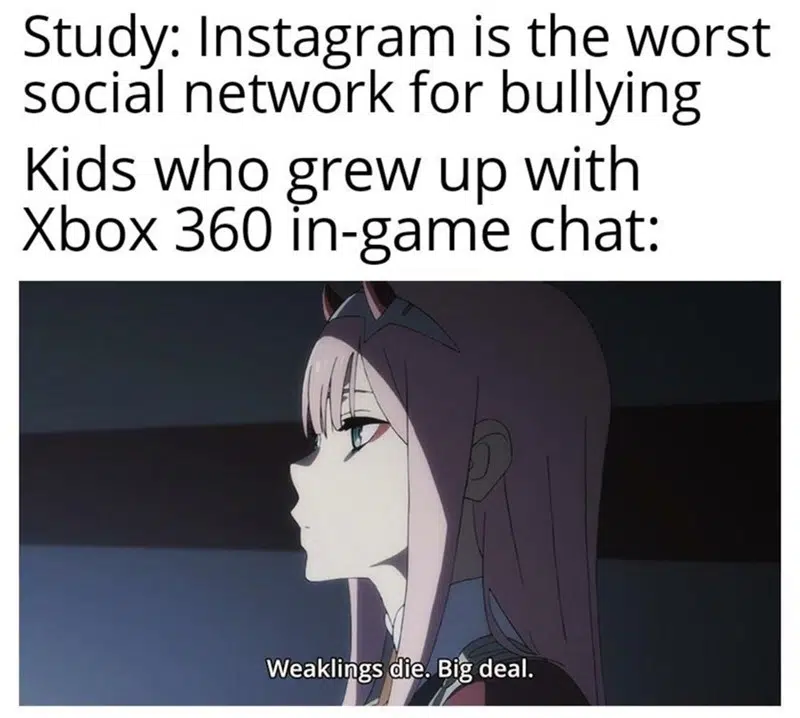 Study: Instagram is the worst
social network for bullying
Kids who grew up with
Xbox 360 in-game chat:
Weaklings die. Big deal.